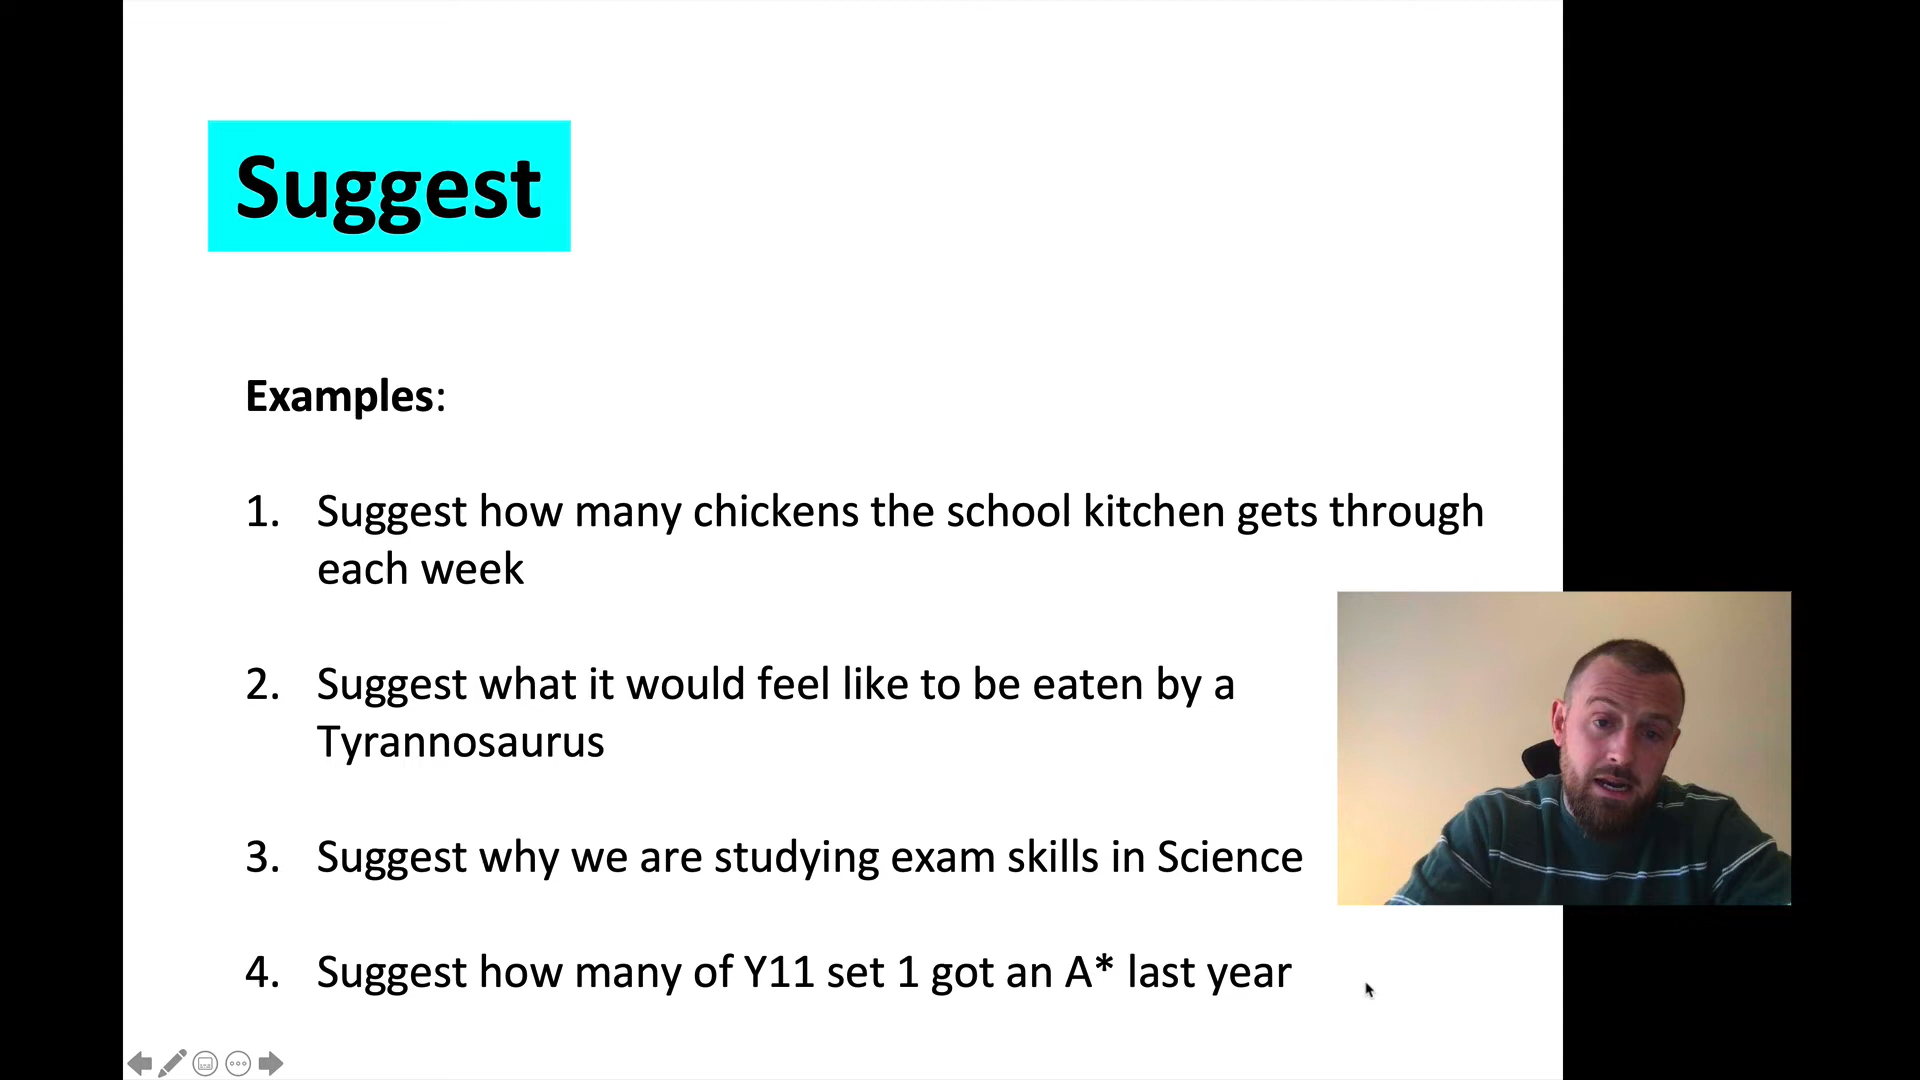 Suggest
Examples:
1. Suggest how many chickens the school kitchen gets through
each week
2. Suggest what it would feel like to be eaten by a
Tyrannosaurus
3. Suggest why we are studying exam skills in Science
4. Suggest how many of Y11 set 1 got an A* last year